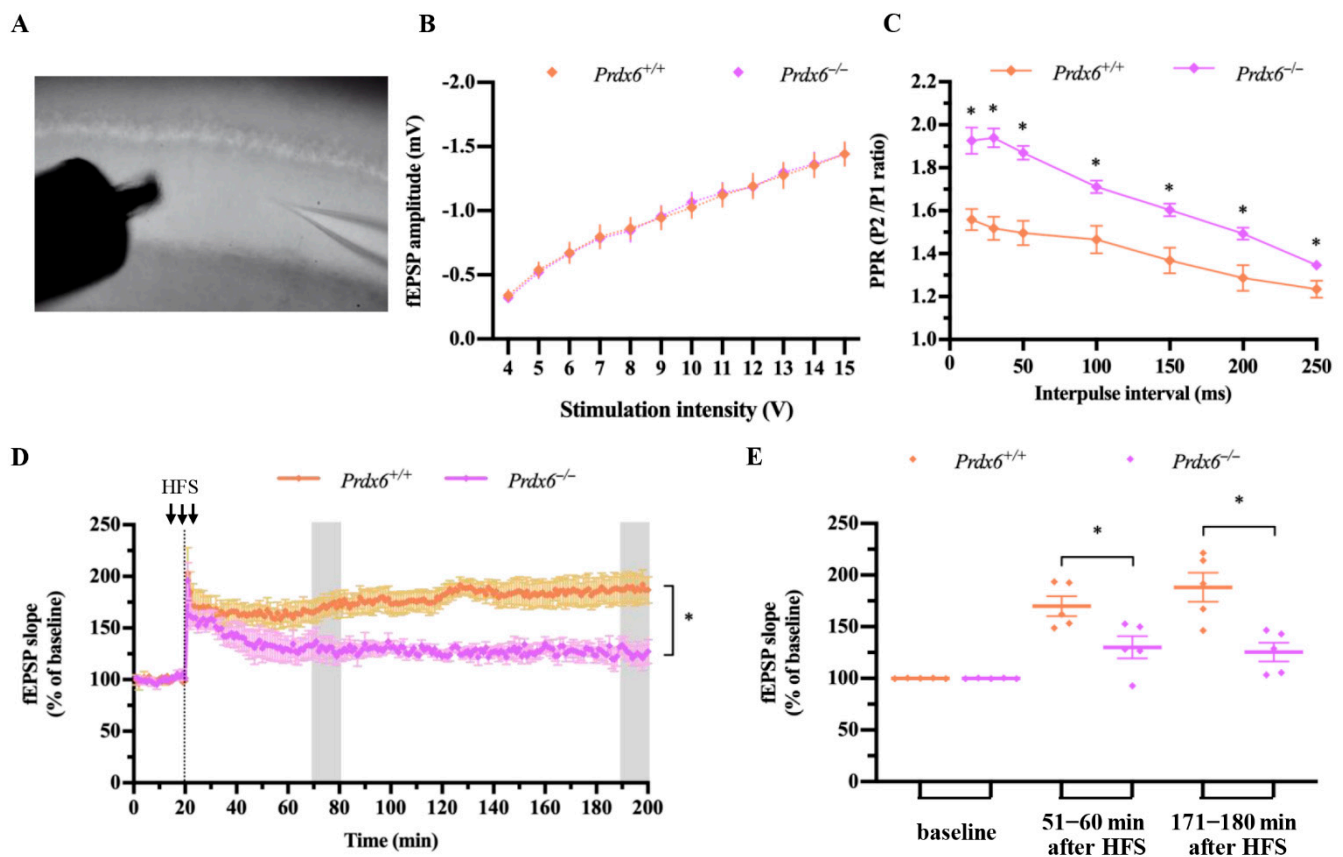 A
B
Prdx6+/+ Prdx6−/−
fEPSP amplitude (mV)
-2.0
-1.5
-1.0
-0.5
0.0
4 5 6 7 8 9 10 11 12 13 14 15
Stimulation intensity (V)
C
Prdx6+/+ Prdx6−/−
PPR (P2 /P1 ratio)
2.2
2.0
1.8
1.6
1.4
1.2
1.0
* * * * * * *
0 50 100 150 200 250
Interpulse interval (ms)
D
Prdx6+/+ Prdx6−/−
HFS
fEPSP slope
(% of baseline)
250
200
150
100
50
0
*
0 20 40 60 80 100 120 140 160 180 200
Time (min)
E
Prdx6+/+ Prdx6−/−
fEPSP slope
(% of baseline)
250
200
150
100
50
0
* *
baseline 51−60 min 171−180 min
after HFS after HFS